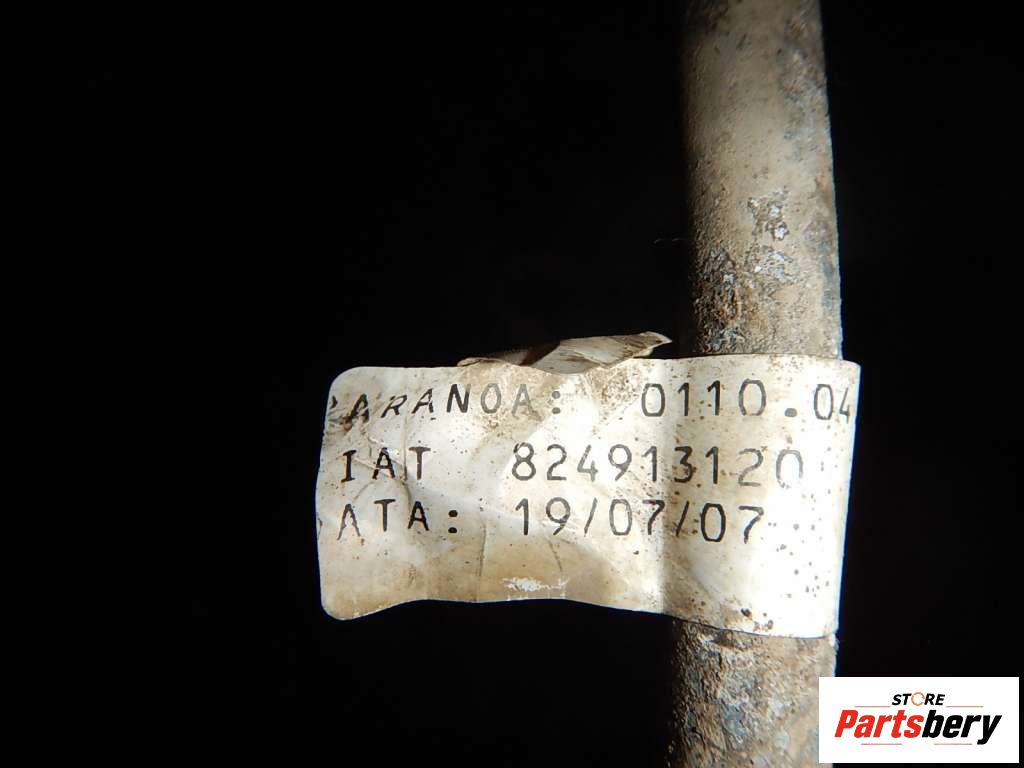 ARANOA: 0110.04
IAT 824913120
ATA: 19/07/07
STORE
Partsbery